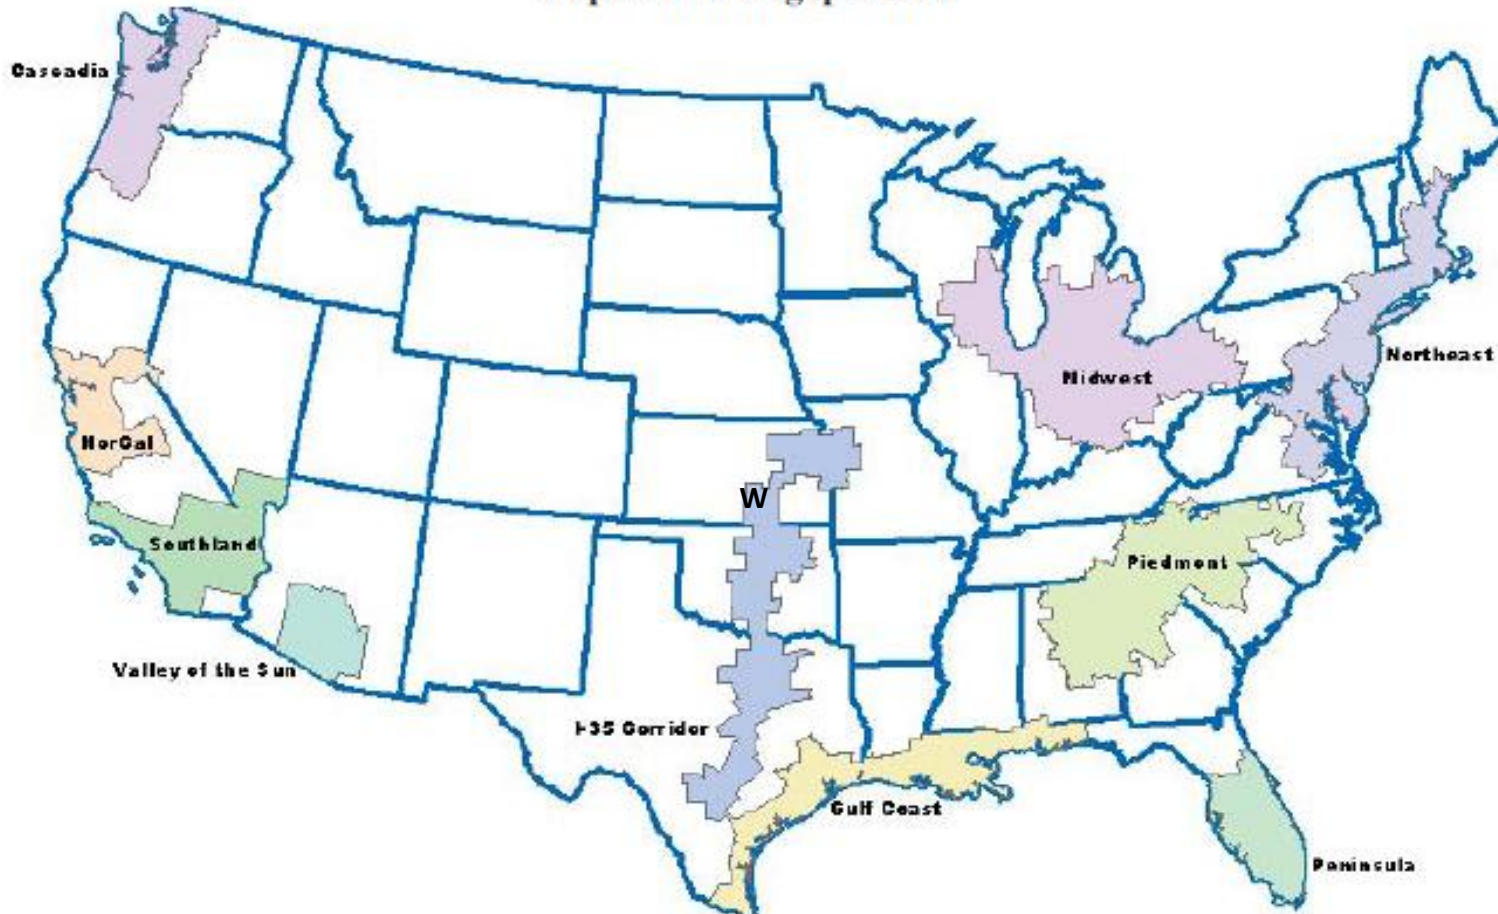 Cascadia
Northeast
Midwest
NorCal
W
Southland
Piedmont
Valley of the Sun
I-35 Corridor
Gulf Coast
Peninsula